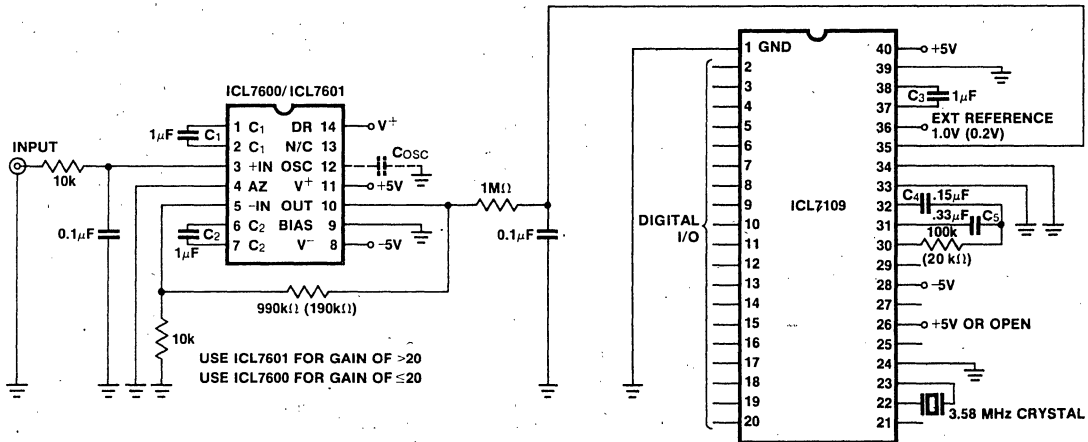 ICL7600/ICL7601
1μF
C1
1 C1
2 C1
3 +IN
4 AZ
5 -IN
6 C2
7 C2
DR 14
N/C 13
OSC 12
V+ 11
OUT 10
BIAS 9
V- 8
V+
COSC
+5V
-5V
INPUT
10k
0.1μF
C2
1μF
1MΩ
0.1μF
990kΩ (190kΩ)
10k
USE ICL7601 FOR GAIN OF >20
USE ICL7600 FOR GAIN OF ≤20
DIGITAL
I/O
ICL7109
1 GND
2
3
4
5
6
7
8
9
10
11
12
13
14
15
16
17
18
19
20
40
39
38
37
36
35
34
33
32
31
30
29
28
27
26
25
24
23
22
21
+5V
C3
1μF
EXT REFERENCE
1.0V (0.2V)
C4
.15μF
.33μF
C5
100k
(20 kΩ)
-5V
+5V OR OPEN
3.58 MHz CRYSTAL